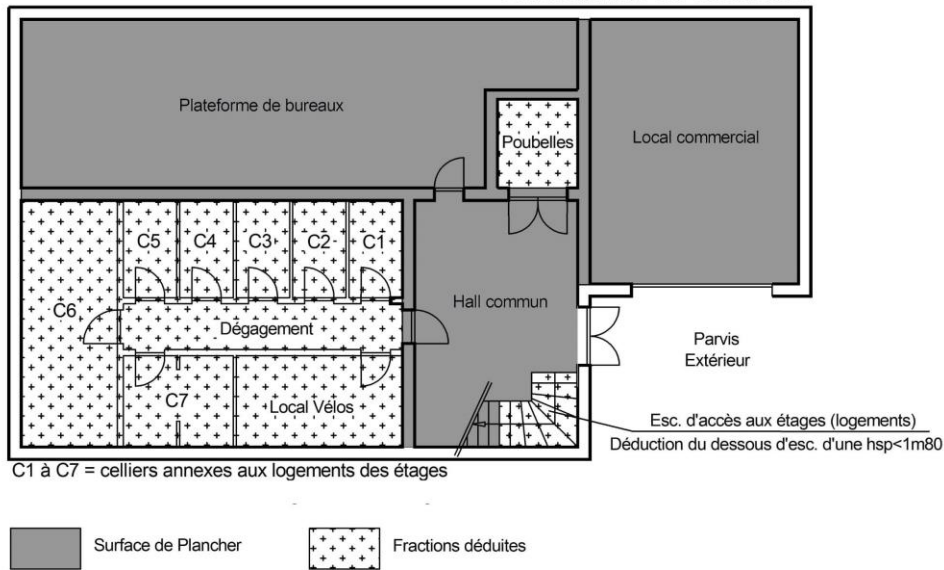 Plateforme de bureaux
Poubelles
Local commercial
C5
C4
C3
C2
C1
C6
Hall commun
Dégagement
Parvis
Extérieur
C7
Local Vélos
Esc. d'accès aux étages (logements)
Déduction du dessous d'esc. d'une hsp<1m80
C1 à C7 = celliers annexes aux logements des étages
Surface de Plancher
Fractions déduites